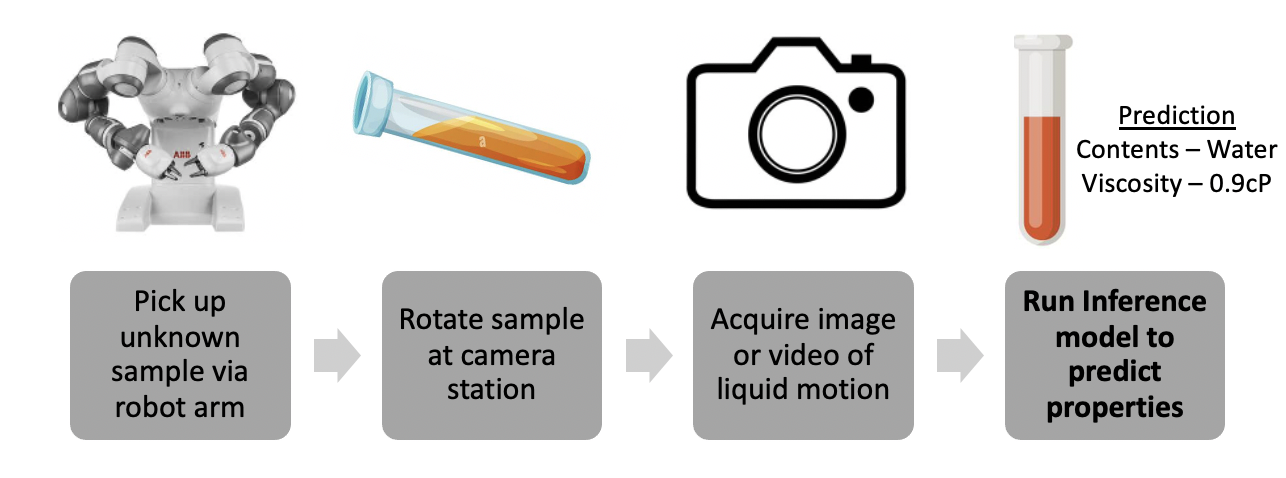 ABB
a
Prediction
Contents – Water
Viscosity – 0.9cP
Pick up
unknown
sample via
robot arm
Rotate sample
at camera
station
Acquire image
or video of
liquid motion
Run Inference
model to
predict
properties